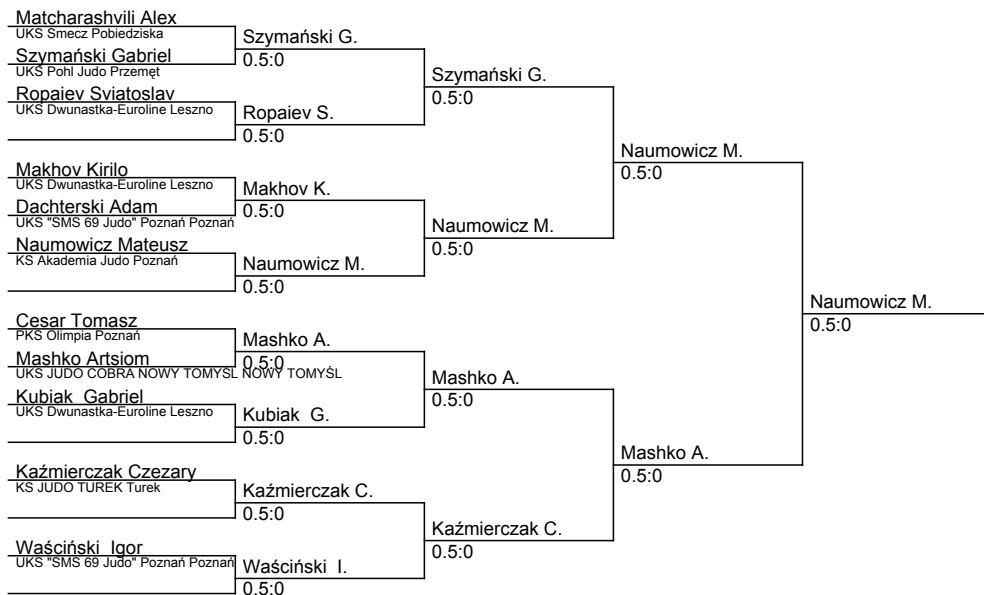 Matcharashvili Alex
UKS Smecz Pobiedziska
Szymański Gabriel
UKS Pohl Judo Przemęt
Ropaiev Sviatoslav
UKS Dwunastka-Euroline Leszno
Makhov Kirilo
UKS Dwunastka-Euroline Leszno
Dachterski Adam
UKS "SMS 69 Judo" Poznań Poznań
Naumowicz Mateusz
KS Akademia Judo Poznań
Cesar Tomasz
PKS Olimpia Poznań
Mashko Artsiom
UKS JUDO COBRA NOWY TOMYŚL NOWY TOMYŚL
Kubiak Gabriel
UKS Dwunastka-Euroline Leszno
Kaźmierczak Czezary
KS JUDO TUREK Turek
Waściński Igor
UKS "SMS 69 Judo" Poznań Poznań
Szymański G.
0.5:0
Ropaiev S.
0.5:0
Makhov K.
0.5:0
Naumowicz M.
0.5:0
Mashko A.
0.5:0
Kubiak G.
0.5:0
Kaźmierczak C.
0.5:0
Waściński I.
0.5:0
Szymański G.
0.5:0
Naumowicz M.
0.5:0
Mashko A.
0.5:0
Kaźmierczak C.
0.5:0
Naumowicz M.
0.5:0
Mashko A.
0.5:0
Naumowicz M.
0.5:0